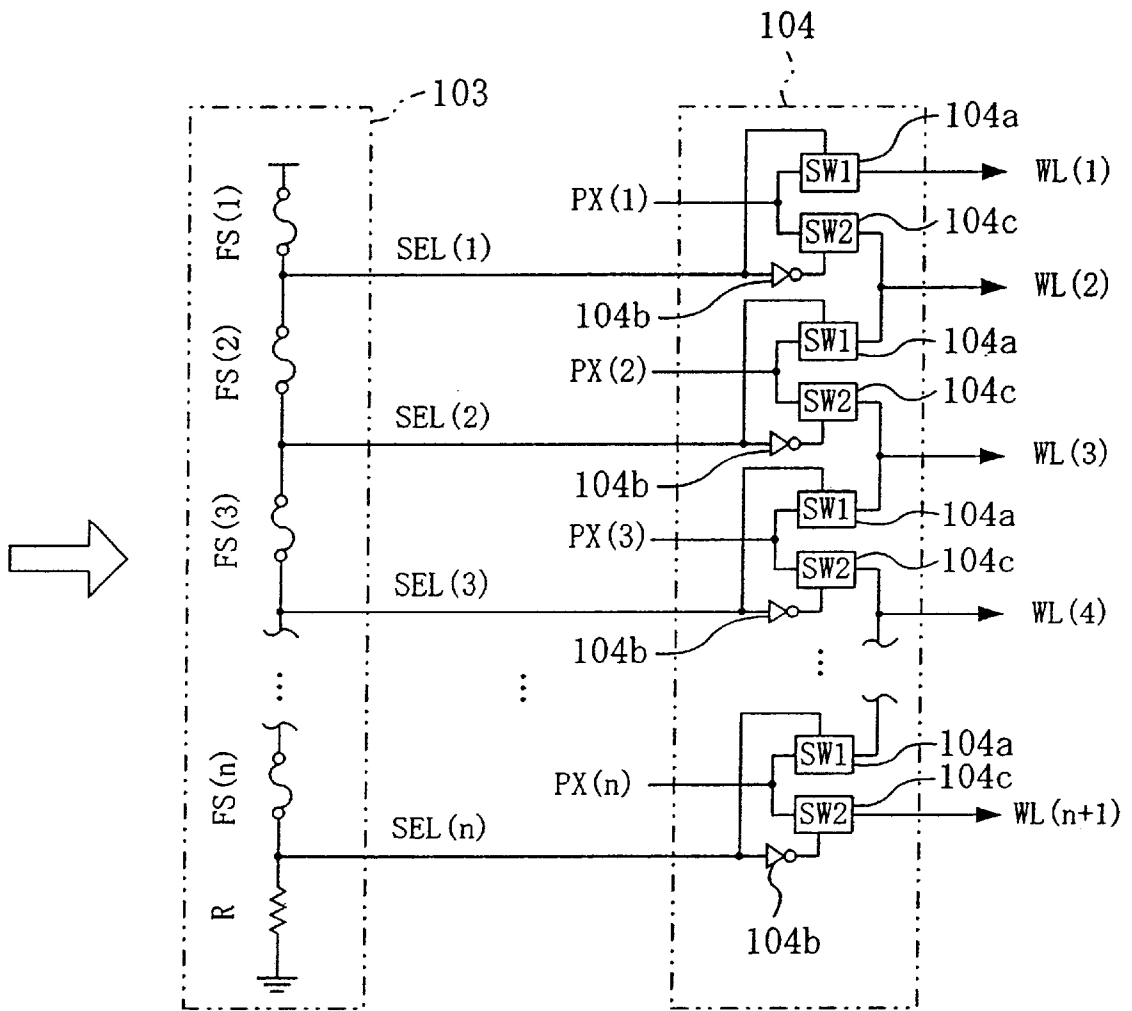 104
103
104a
SW1
WL(1)
PX(1)
FS(1)
104c
SW2
SEL(1)
WL(2)
104b
SW1
104a
FS(2)
PX(2)
104c
SW2
SEL(2)
WL(3)
104b
SW1
104a
FS(3)
PX(3)
104c
SW2
SEL(3)
WL(4)
104b
...
...
...
SW1
104a
FS(n)
PX(n)
104c
SW2
WL(n+1)
SEL(n)
R
104b